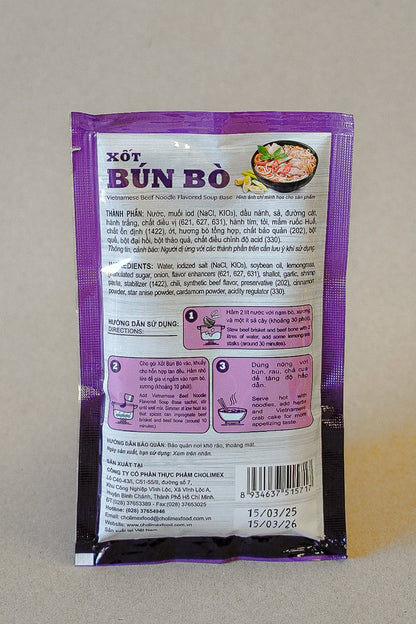 XỐT
BÚN BÒ
Vietnamese Beef Noodle Flavored Soup Base
Hình ảnh chỉ minh họa cho sản phẩm
THÀNH PHẦN: Nước, muối iod (NaCl, KIO₃), dầu nành, sả, đường cát,
hành trắng, chất điều vị (621, 627, 631), hành tím, tỏi, mắm ruốc Huế,
chất ổn định (1422), ớt, hương bò tổng hợp, chất bảo quản (202), bột
quế, bột đại hồi, bột thảo quả, chất điều chỉnh độ acid (330).
Thông tin, cảnh báo: Người dị ứng các thành phần trên cần lưu ý khi sử dụng.
INGREDIENTS: Water, iodized salt (NaCl, KIO₃), soybean oil, lemongrass,
granulated sugar, onion, flavor enhancers (621, 627, 631), shallot, garlic, shrimp
paste, stabilizer (1422), chili, synthetic beef flavor, preservative (202), cinnamon
powder, star anise powder, cardamom powder, acidity regulator (330).
HƯỚNG DẪN SỬ DỤNG:
DIRECTIONS:
1
Hầm 2 lít nước với nạm bò, xương
và một ít sả cây (khoảng 30 phút).
Stew beef brisket and beef bone with 2
litres of water, add some lemongrass
stalks (around 30 minutes).
2
Cho gói Xốt Bún Bò vào, khuấy
cho hỗn hợp tan đều. Hầm nhỏ
lửa để gia vị ngấm vào nạm bò,
xương (khoảng 10 phút)
Add Vietnamese Beef Noodle
Flavored Soup Base sachet, stir
until well mix. Simmer at low heat so
that spices can impregnate beef
brisket and beef bone (around 10
minutes).
3
Dùng nóng với
bún, rau, chả cua
để tăng độ hấp
dẫn.
Serve hot with
noodles, add herbs
and Vietnamese
crab cake for more
appetizing taste.
HƯỚNG DẪN BẢO QUẢN: Bảo quản nơi khô ráo, thoáng mát.
Ngày sản xuất, hạn sử dụng: Xem trên nhãn.
SẢN XUẤT TẠI
CÔNG TY CỔ PHẦN THỰC PHẨM CHOLIMEX
Lô C40-43/I, C51-55/II, đường số 7,
Khu Công Nghiệp Vĩnh Lộc, Xã Vĩnh Lộc A,
Huyện Bình Chánh, Thành Phố Hồ Chí Minh.
ĐT:(028) 37653389 - Fax:(028) 37653025
Hotline: (028) 37654946
Email: cholimexfood@cholimexfood.com.vn
Website: www.cholimexfood.com.vn
Sản xuất tại Việt Nam
8 934637 51571
15/03/25
15/03/26